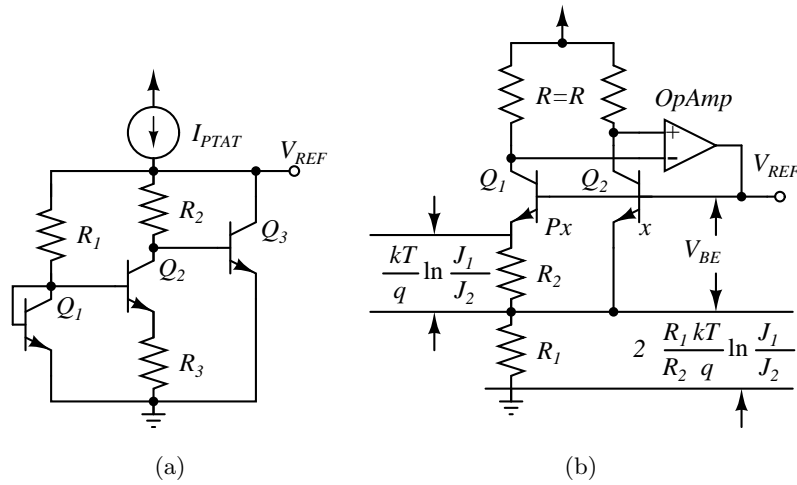 I_PTAT
V_REF
R_1
R_2
Q_3
Q_2
Q_1
R_3
(a)
R=R
OpAmp
+
-
V_REF
Q_1
Q_2
Px
x
V_BE
kT/q ln J_1/J_2
R_2
R_1
2 R_1/R_2 kT/q ln J_1/J_2
(b)